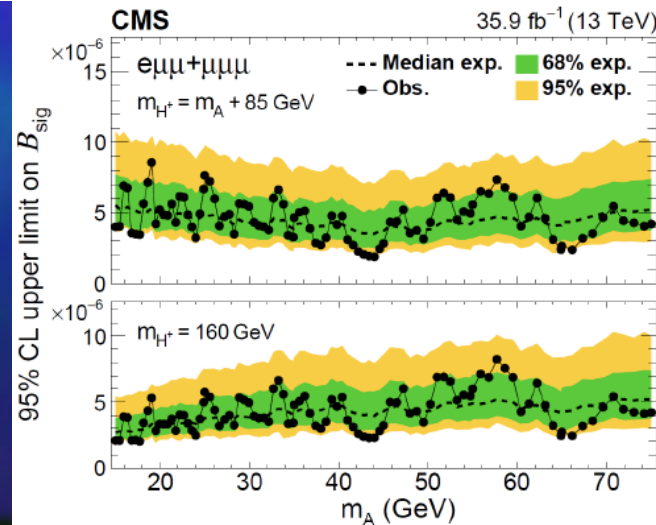 CMS 35.9 fb⁻¹ (13 TeV)
×10⁻⁶
eμμ+μμμ
m_H⁺ = m_A + 85 GeV
Median exp. 68% exp.
Obs. 95% exp.
15
10
5
0
×10⁻⁶
m_H⁺ = 160 GeV
10
5
0
20 30 40 50 60 70
m_A (GeV)
95% CL upper limit on B_sig